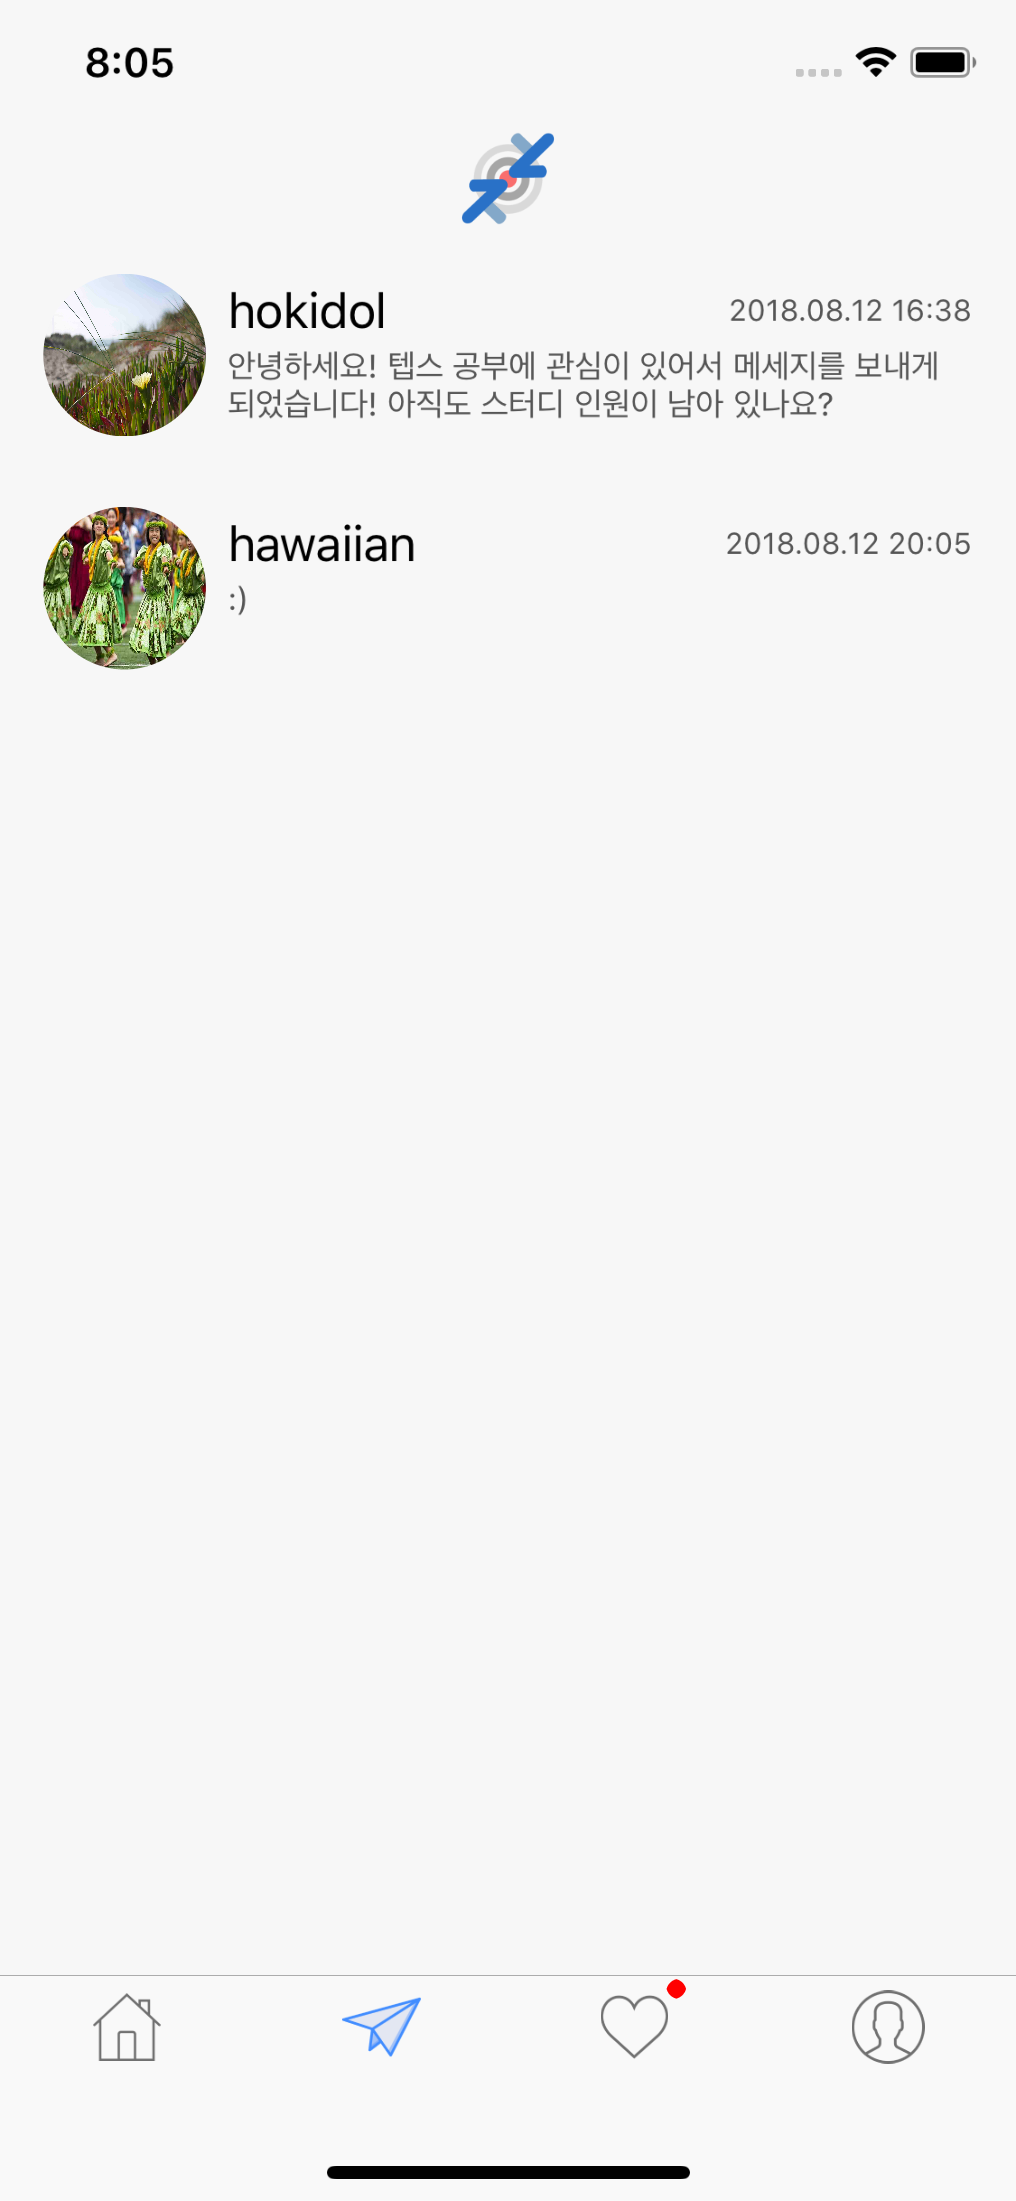 8:05
hokidol
2018.08.12 16:38
안녕하세요! 텝스 공부에 관심이 있어서 메세지를 보내게
되었습니다! 아직도 스터디 인원이 남아 있나요?
hawaiian
2018.08.12 20:05
:)